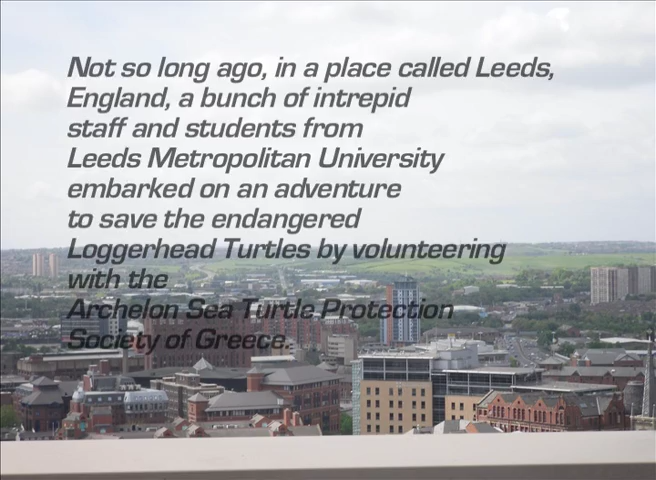 Not so long ago, in a place called Leeds,
England, a bunch of intrepid
staff and students from
Leeds Metropolitan University
embarked on an adventure
to save the endangered
Loggerhead Turtles by volunteering
with the
Archelon Sea Turtle Protection
Society of Greece.